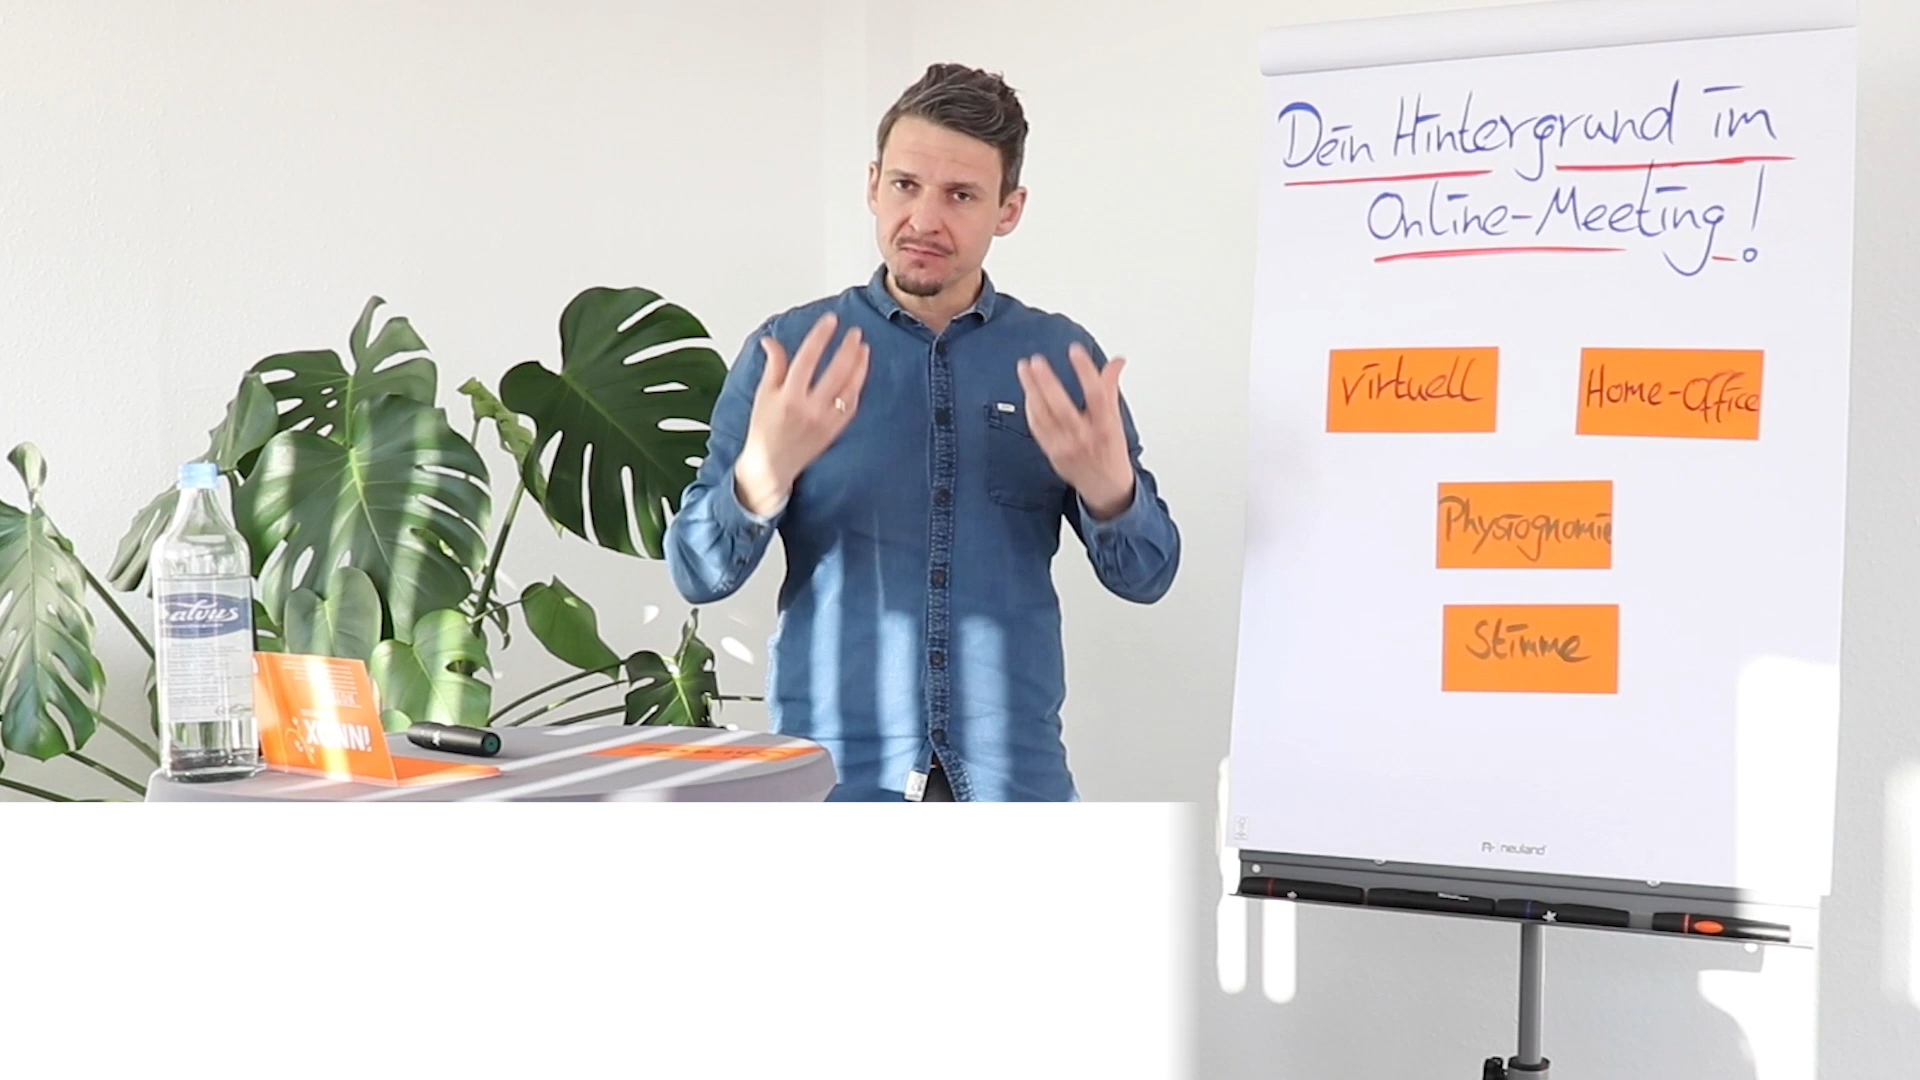 Dein Hintergrund im
Online-Meeting!
virtuell
Home-Office
Physiognomie
Stimme
neuland
Salvus